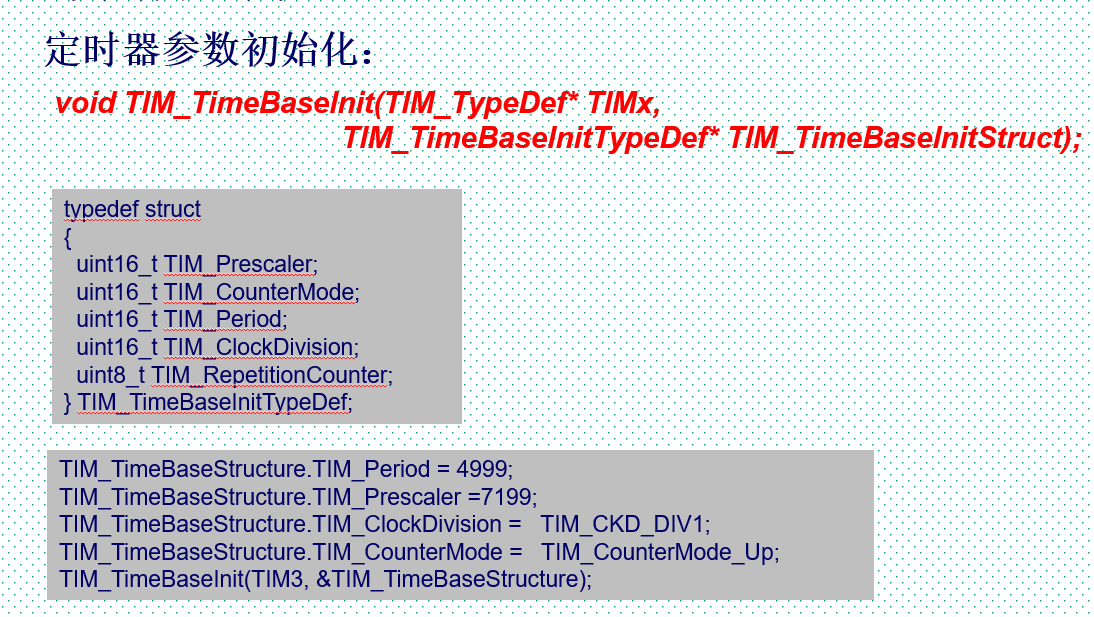 定时器参数初始化：
void TIM_TimeBaseInit(TIM_TypeDef* TIMx,
TIM_TimeBaseInitTypeDef* TIM_TimeBaseInitStruct);
typedef struct
{
uint16_t TIM_Prescaler;
uint16_t TIM_CounterMode;
uint16_t TIM_Period;
uint16_t TIM_ClockDivision;
uint8_t TIM_RepetitionCounter;
} TIM_TimeBaseInitTypeDef;
TIM_TimeBaseStructure.TIM_Period = 4999;
TIM_TimeBaseStructure.TIM_Prescaler =7199;
TIM_TimeBaseStructure.TIM_ClockDivision = TIM_CKD_DIV1;
TIM_TimeBaseStructure.TIM_CounterMode = TIM_CounterMode_Up;
TIM_TimeBaseInit(TIM3, &TIM_TimeBaseStructure);